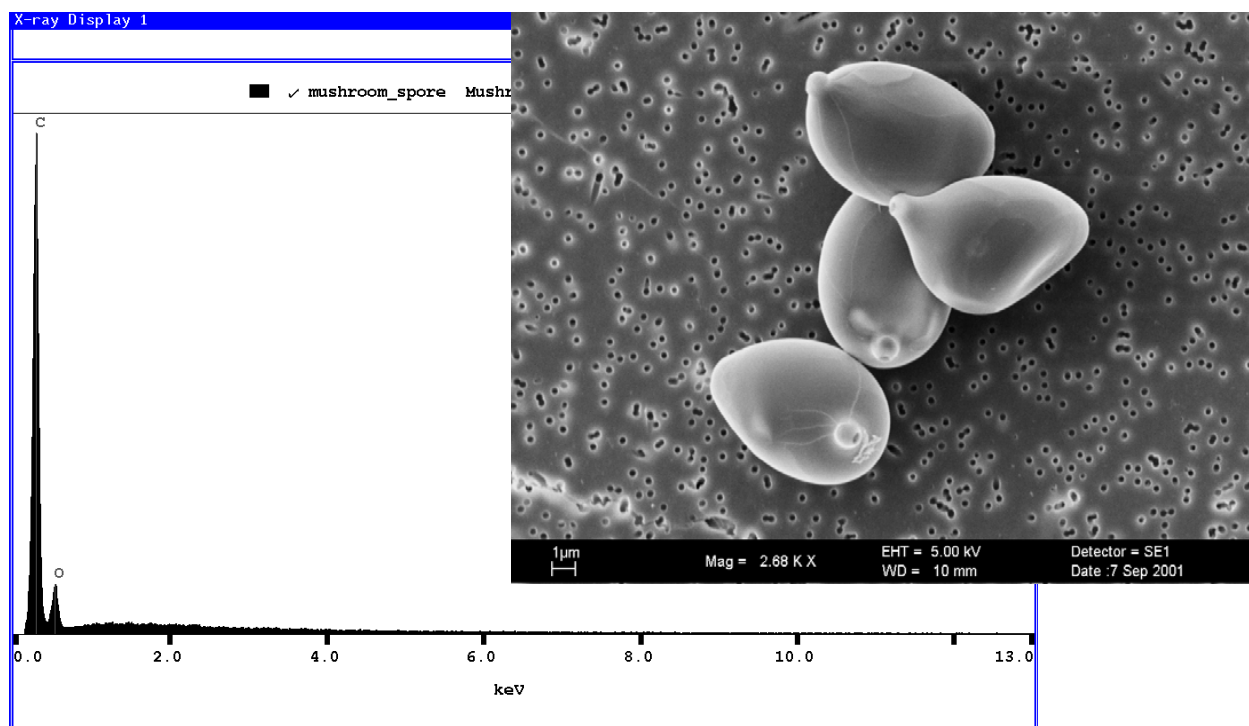 X-ray Display 1
✓ mushroom_spore Mushr
C
O
0.0 2.0 4.0 6.0 8.0 10.0 13.0
keV
1µm
Mag = 2.68 K X
EHT = 5.00 kV
WD = 10 mm
Detector = SE1
Date :7 Sep 2001